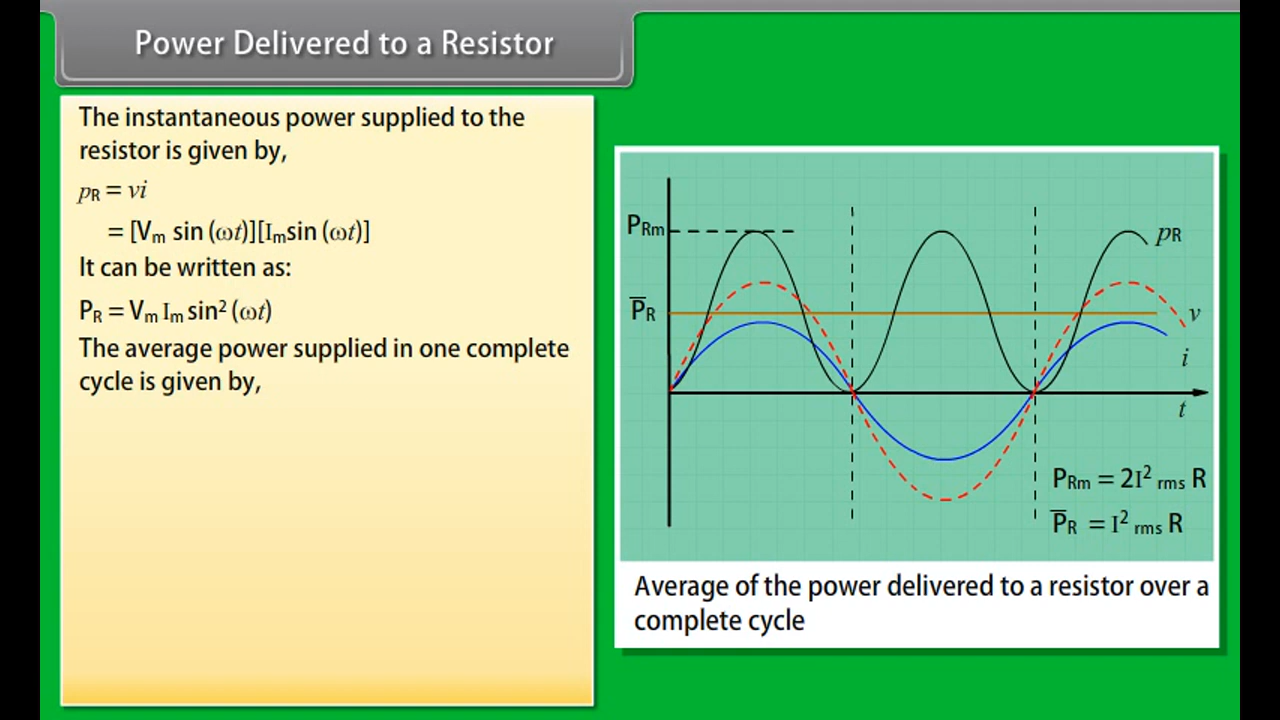 Power Delivered to a Resistor
The instantaneous power supplied to the
resistor is given by,
pR = vi
= [Vm sin (ωt)][Imsin (ωt)]
It can be written as:
PR = Vm Im sin² (ωt)
The average power supplied in one complete
cycle is given by,
PRm
pR
P̅R
v
i
t
PRm = 2I² rms R
P̅R = I² rms R
Average of the power delivered to a resistor over a
complete cycle